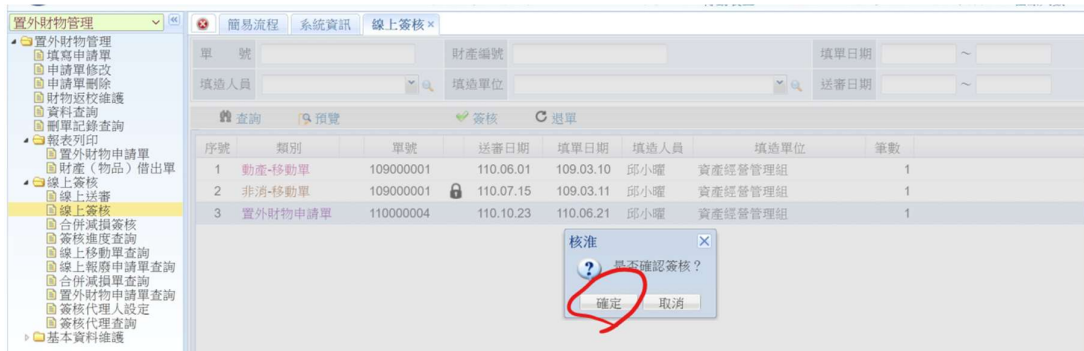 置外財物管理
置外財物管理
填寫申請單
申請單修改
申請單刪除
財物返校維護
資料查詢
刪單記錄查詢
報表列印
置外財物申請單
財產（物品）借出單
線上簽核
線上送審
線上簽核
合併減損簽核
簽核進度查詢
線上移動單查詢
線上報廢申請單查詢
合併減損單查詢
置外財物申請單查詢
簽核代理人設定
簽核代理查詢
基本資料維護
簡易流程 系統資訊 線上簽核
單 號 財產編號 填單日期 ~
填造人員 填造單位 送審日期 ~
查詢 預覽 簽核 退單
序號 類別 單號 送審日期 填單日期 填造人員 填造單位 筆數
1 動產-移動單 109000001 110.06.01 109.03.10 邱小曜 資產經營管理組 1
2 非消-移動單 109000001 110.07.15 109.03.11 邱小曜 資產經營管理組 1
3 置外財物申請單 110000004 110.10.23 110.06.21 邱小曜 資產經營管理組 1
核淮
是否確認簽核？
確定 取消